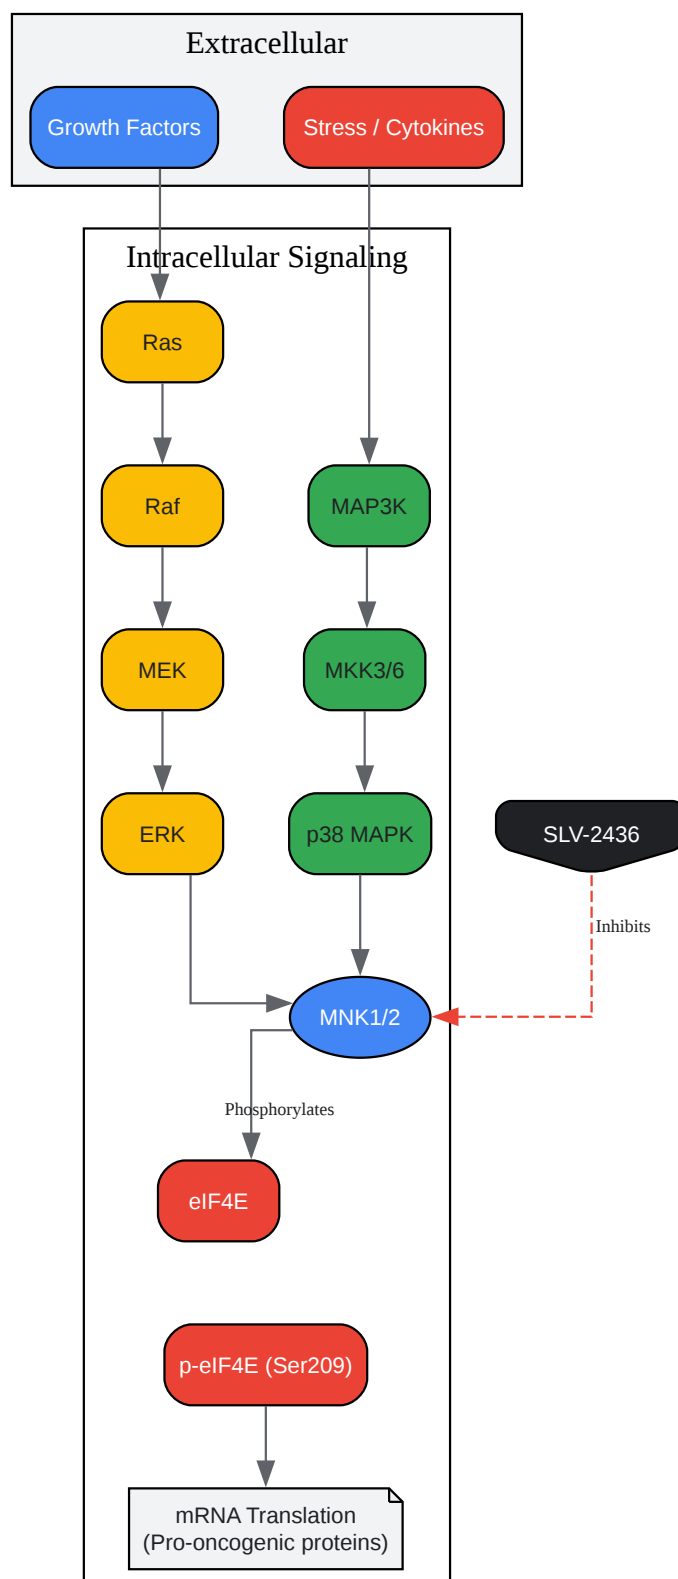 Extracellular
Growth Factors
Stress / Cytokines
Intracellular Signaling
Ras
Raf
MAP3K
MEK
MKK3/6
ERK
p38 MAPK
SLV-2436
Inhibits
MNK1/2
Phosphorylates
eIF4E
p-eIF4E (Ser209)
mRNA Translation
(Pro-oncogenic proteins)